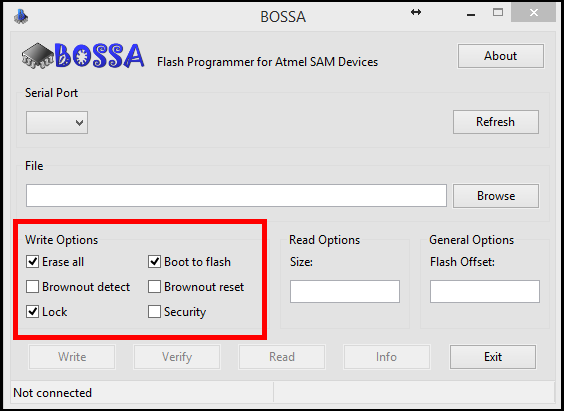 BOSSA
BOSSA Flash Programmer for Atmel SAM Devices About
Serial Port
Refresh
File
Browse
Write Options Read Options General Options
Erase all Boot to flash Size: Flash Offset:
Brownout detect Brownout reset
Lock Security
Write Verify Read Info Exit
Not connected